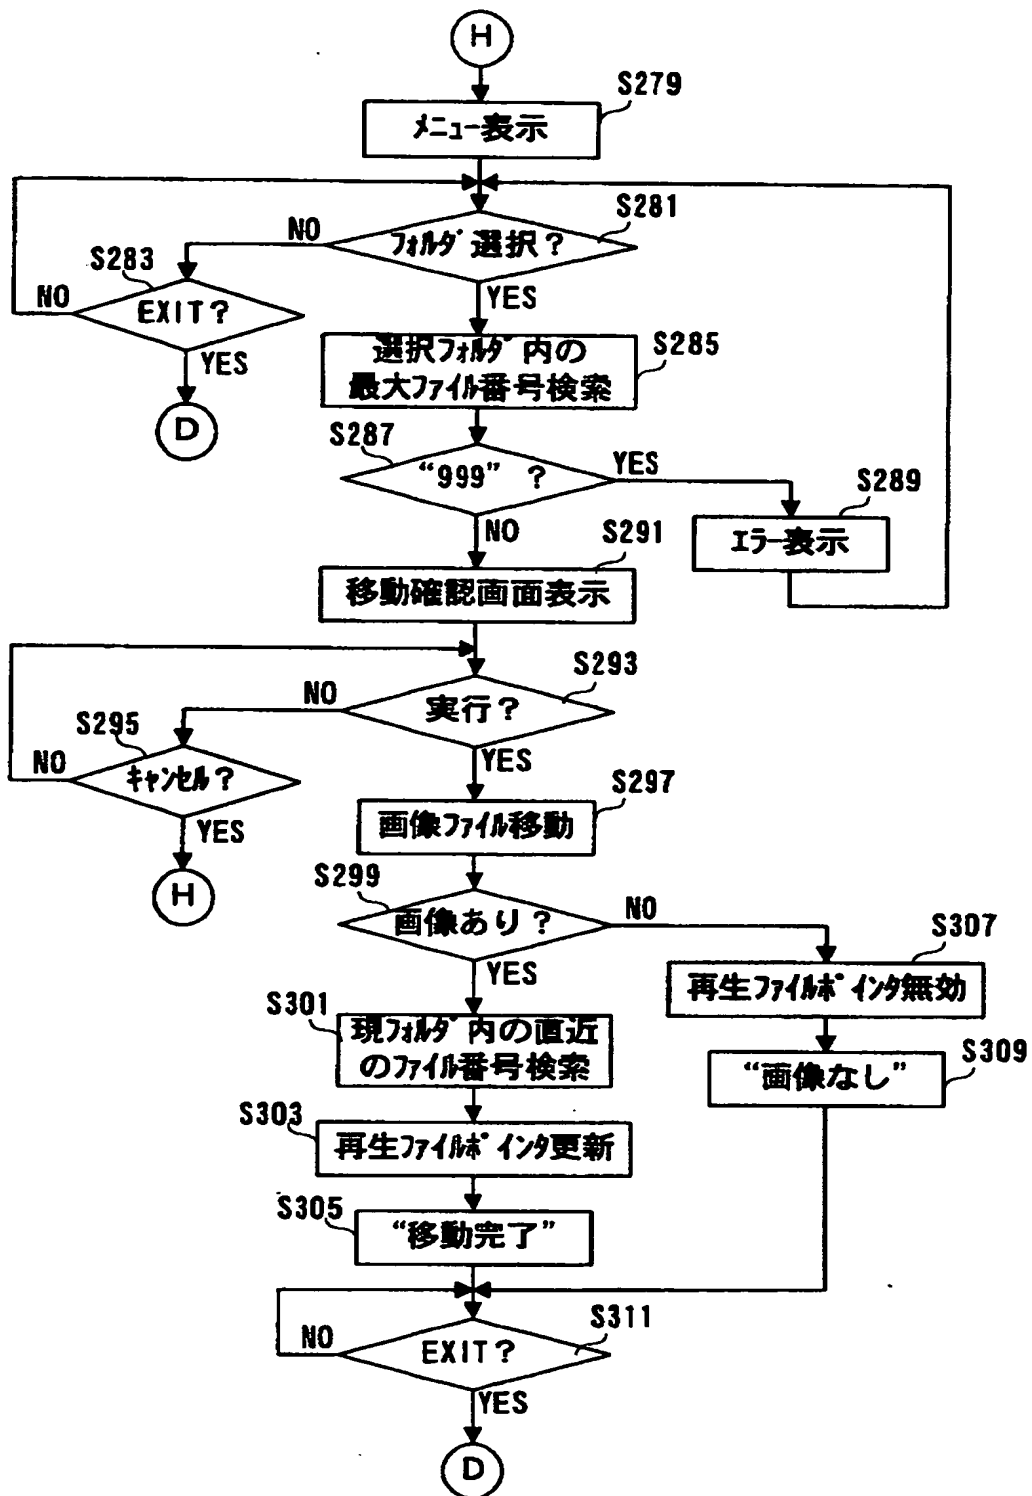 H
S279
メニュー表示
S281
NO
フォルダ選択?
S283
NO
EXIT?
YES
YES
D
選択フォルダ内の
最大ファイル番号検索
S285
S287
"999" ?
YES
S289
エラー表示
NO
S291
移動確認画面表示
S293
NO
実行?
S295
NO
キャンセル?
YES
YES
H
S297
画像ファイル移動
S299
画像あり?
NO
YES
S307
再生ファイルポインタ無効
S301
現フォルダ内の直近
のファイル番号検索
S309
"画像なし"
S303
再生ファイルポインタ更新
S305
"移動完了"
S311
NO
EXIT?
YES
D